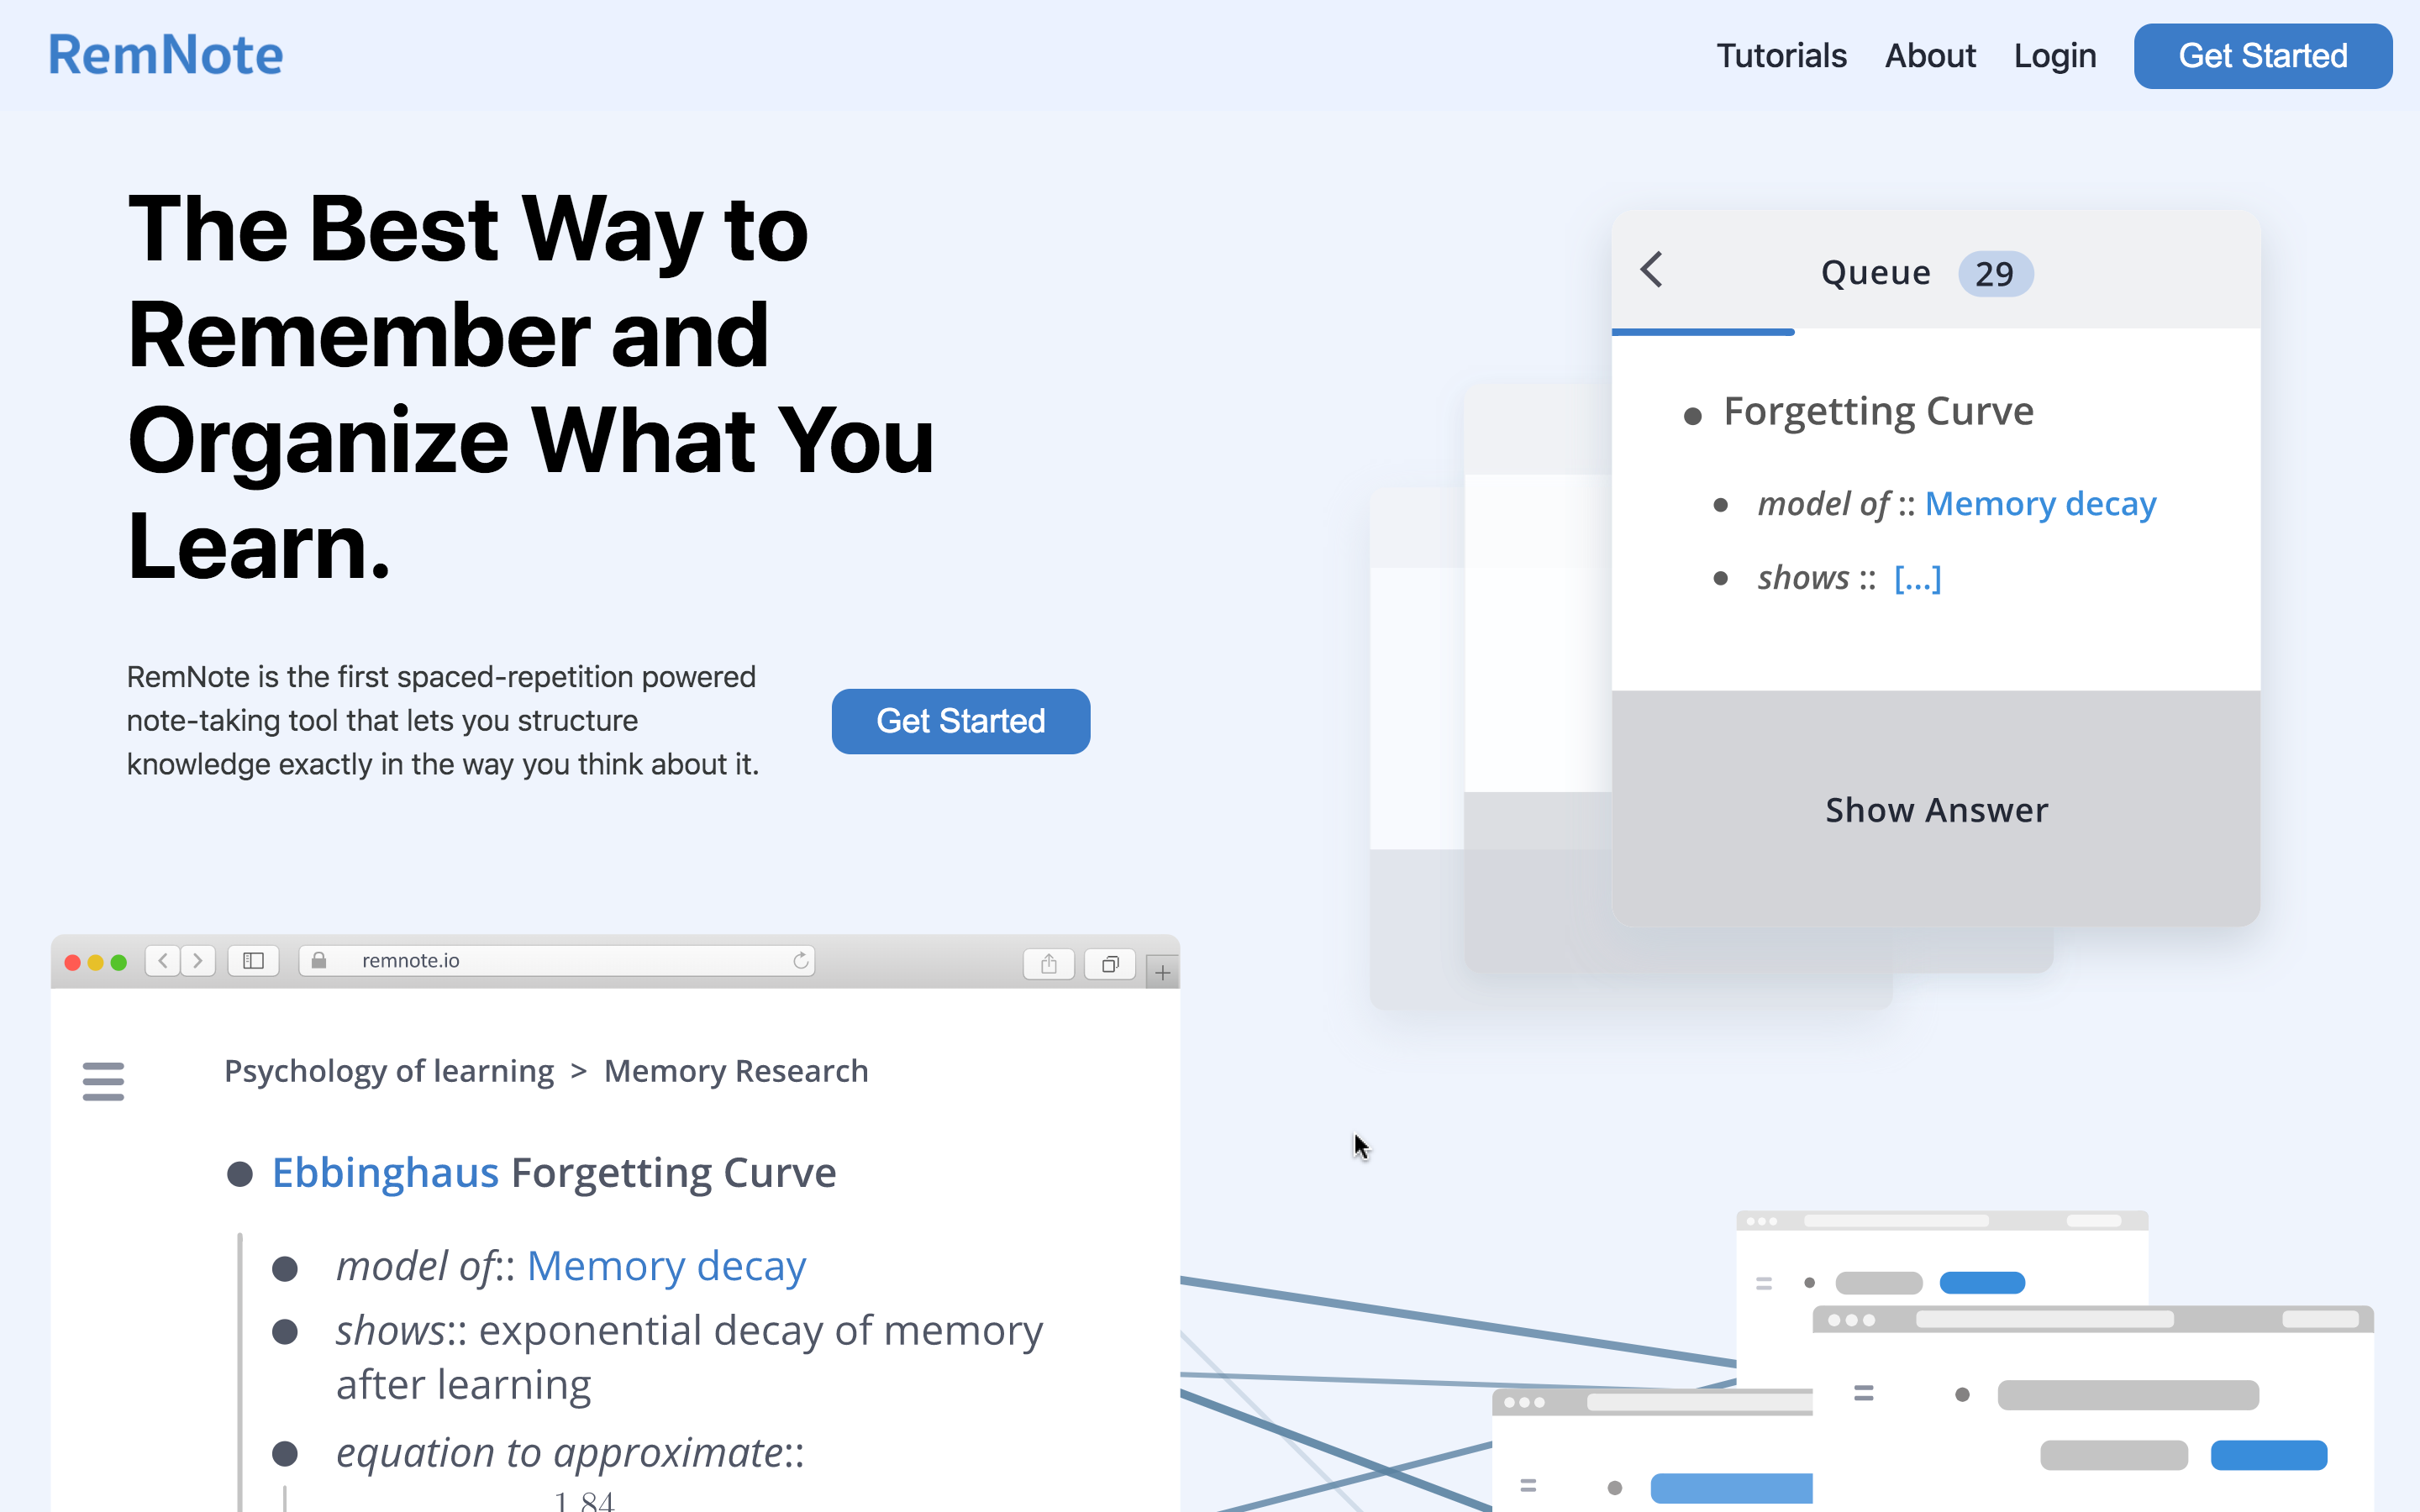 RemNote
Tutorials
About
Login
Get Started
The Best Way to
Remember and
Organize What You
Learn.
RemNote is the first spaced-repetition powered
note-taking tool that lets you structure
knowledge exactly in the way you think about it.
Get Started
Queue 29
Forgetting Curve
model of :: Memory decay
shows :: [...]
Show Answer
remnote.io
Psychology of learning > Memory Research
Ebbinghaus Forgetting Curve
model of:: Memory decay
shows:: exponential decay of memory
after learning
equation to approximate::
1.84